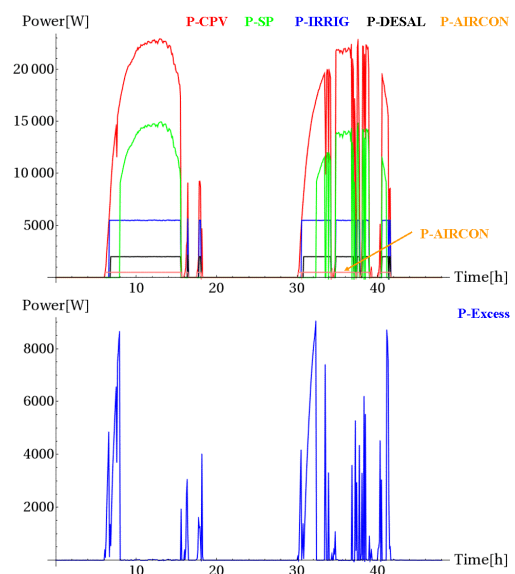 Power[W] P-CPV P-SP P-IRRIG P-DESAL P-AIRCON
20 000
15 000
10 000
5000
P-AIRCON
10 20 30 40 Time[h]
Power[W]
P-Excess
8000
6000
4000
2000
10 20 30 40 Time[h]